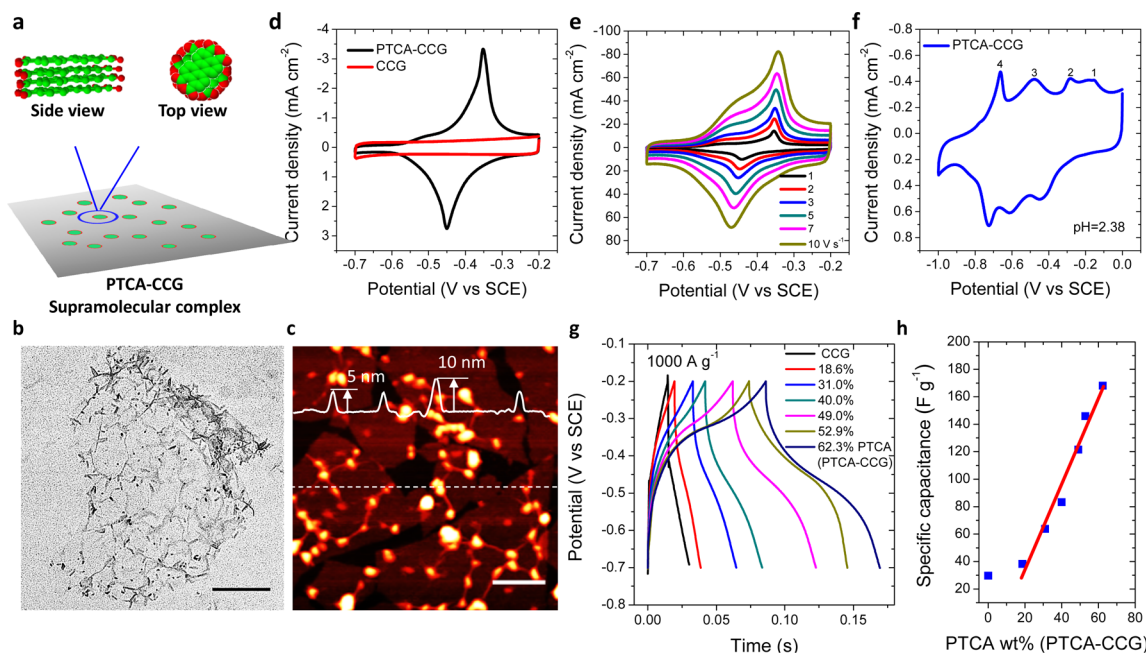 a
Side view
Top view
PTCA-CCG
Supramolecular complex
b
c
5 nm
10 nm
d
PTCA-CCG
CCG
-4
-3
-2
-1
0
1
2
3
4
Current density (mA cm-2)
-0.7 -0.6 -0.5 -0.4 -0.3 -0.2
Potential (V vs SCE)
e
-100
-80
-60
-40
-20
0
20
40
60
80
Current density (mA cm-2)
1
2
3
5
7
10 V s-1
-0.7 -0.6 -0.5 -0.4 -0.3 -0.2
Potential (V vs SCE)
f
PTCA-CCG
4 3 2 1
-0.8
-0.6
-0.4
-0.2
0.0
0.2
0.4
0.6
0.8
Current density (mA cm-2)
pH=2.38
-1.0 -0.8 -0.6 -0.4 -0.2 0.0
Potential (V vs SCE)
g
1000 A g-1
CCG
18.6%
31.0%
40.0%
49.0%
52.9%
62.3% PTCA
(PTCA-CCG)
-0.1
-0.2
-0.3
-0.4
-0.5
-0.6
-0.7
-0.8
Potential (V vs SCE)
0.00 0.05 0.10 0.15
Time (s)
h
200
180
160
140
120
100
80
60
40
20
Specific capacitance (F g-1)
0 20 40 60 80
PTCA wt% (PTCA-CCG)